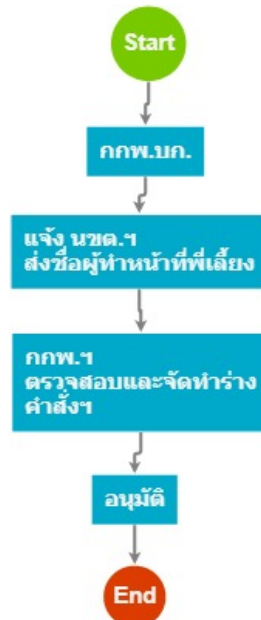 Start
กกพ.บก.
แจ้ง นขต.ฯ
ส่งชื่อผู้ทำหน้าที่พี่เลี้ยง
กกพ.ฯ
ตรวจสอบและจัดทำร่าง
คำสั่งฯ
อนุมัติ
End